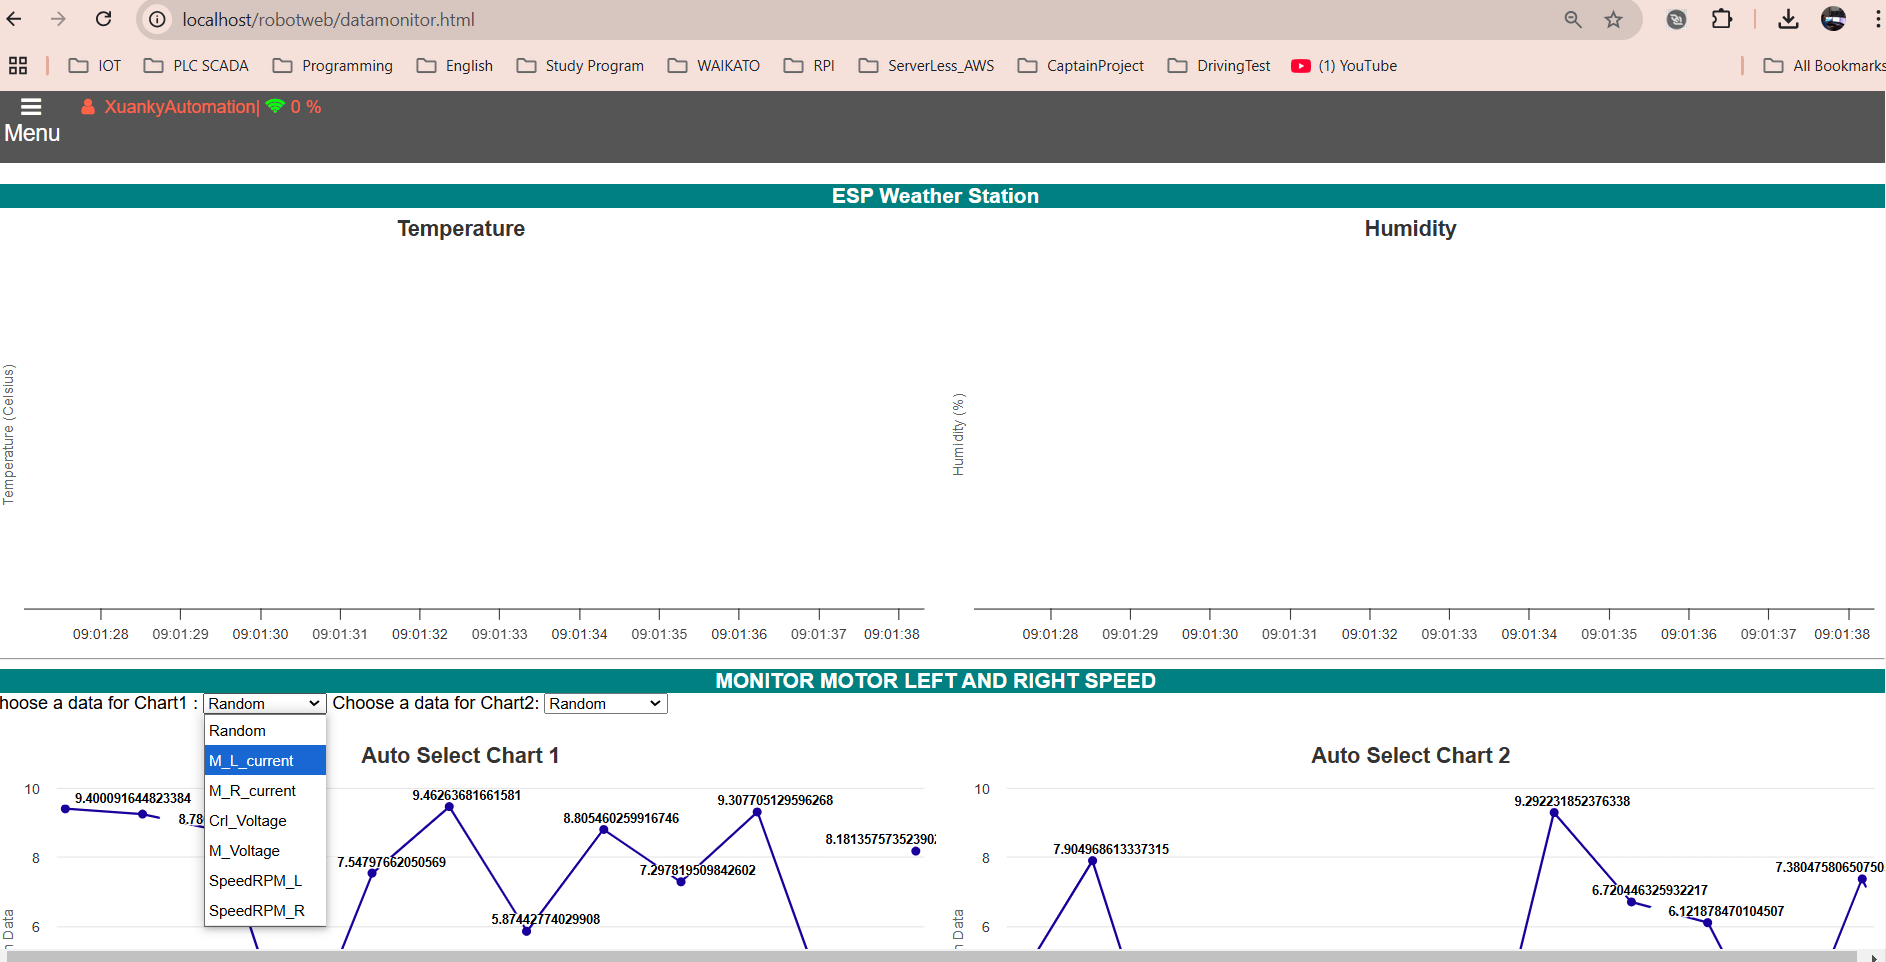 localhost/robotweb/datamonitor.html
IOT PLC SCADA Programming English Study Program WAIKATO RPI ServerLess_AWS CaptainProject DrivingTest (1) YouTube All Bookmarks
XuankyAutomation| 0 %
Menu
ESP Weather Station
Temperature Humidity
Temperature (Celsius)
Humidity (%)
09:01:28 09:01:29 09:01:30 09:01:31 09:01:32 09:01:33 09:01:34 09:01:35 09:01:36 09:01:37 09:01:38
09:01:28 09:01:29 09:01:30 09:01:31 09:01:32 09:01:33 09:01:34 09:01:35 09:01:36 09:01:37 09:01:38
MONITOR MOTOR LEFT AND RIGHT SPEED
hoose a data for Chart1 : Random Choose a data for Chart2: Random
Random
M_L_current
M_R_current
Crl_Voltage
M_Voltage
SpeedRPM_L
SpeedRPM_R
Auto Select Chart 1
10
8
6
9.400091644823384
8.78
7.54797662050569
9.46263681661581
5.87442774029908
8.805460259916746
7.297819509842602
9.307705129596268
n Data
Auto Select Chart 2
10
8
6
7.904968613337315
9.292231852376338
6.720446325932217
6.121878470104507
7.38047580650750
n Data